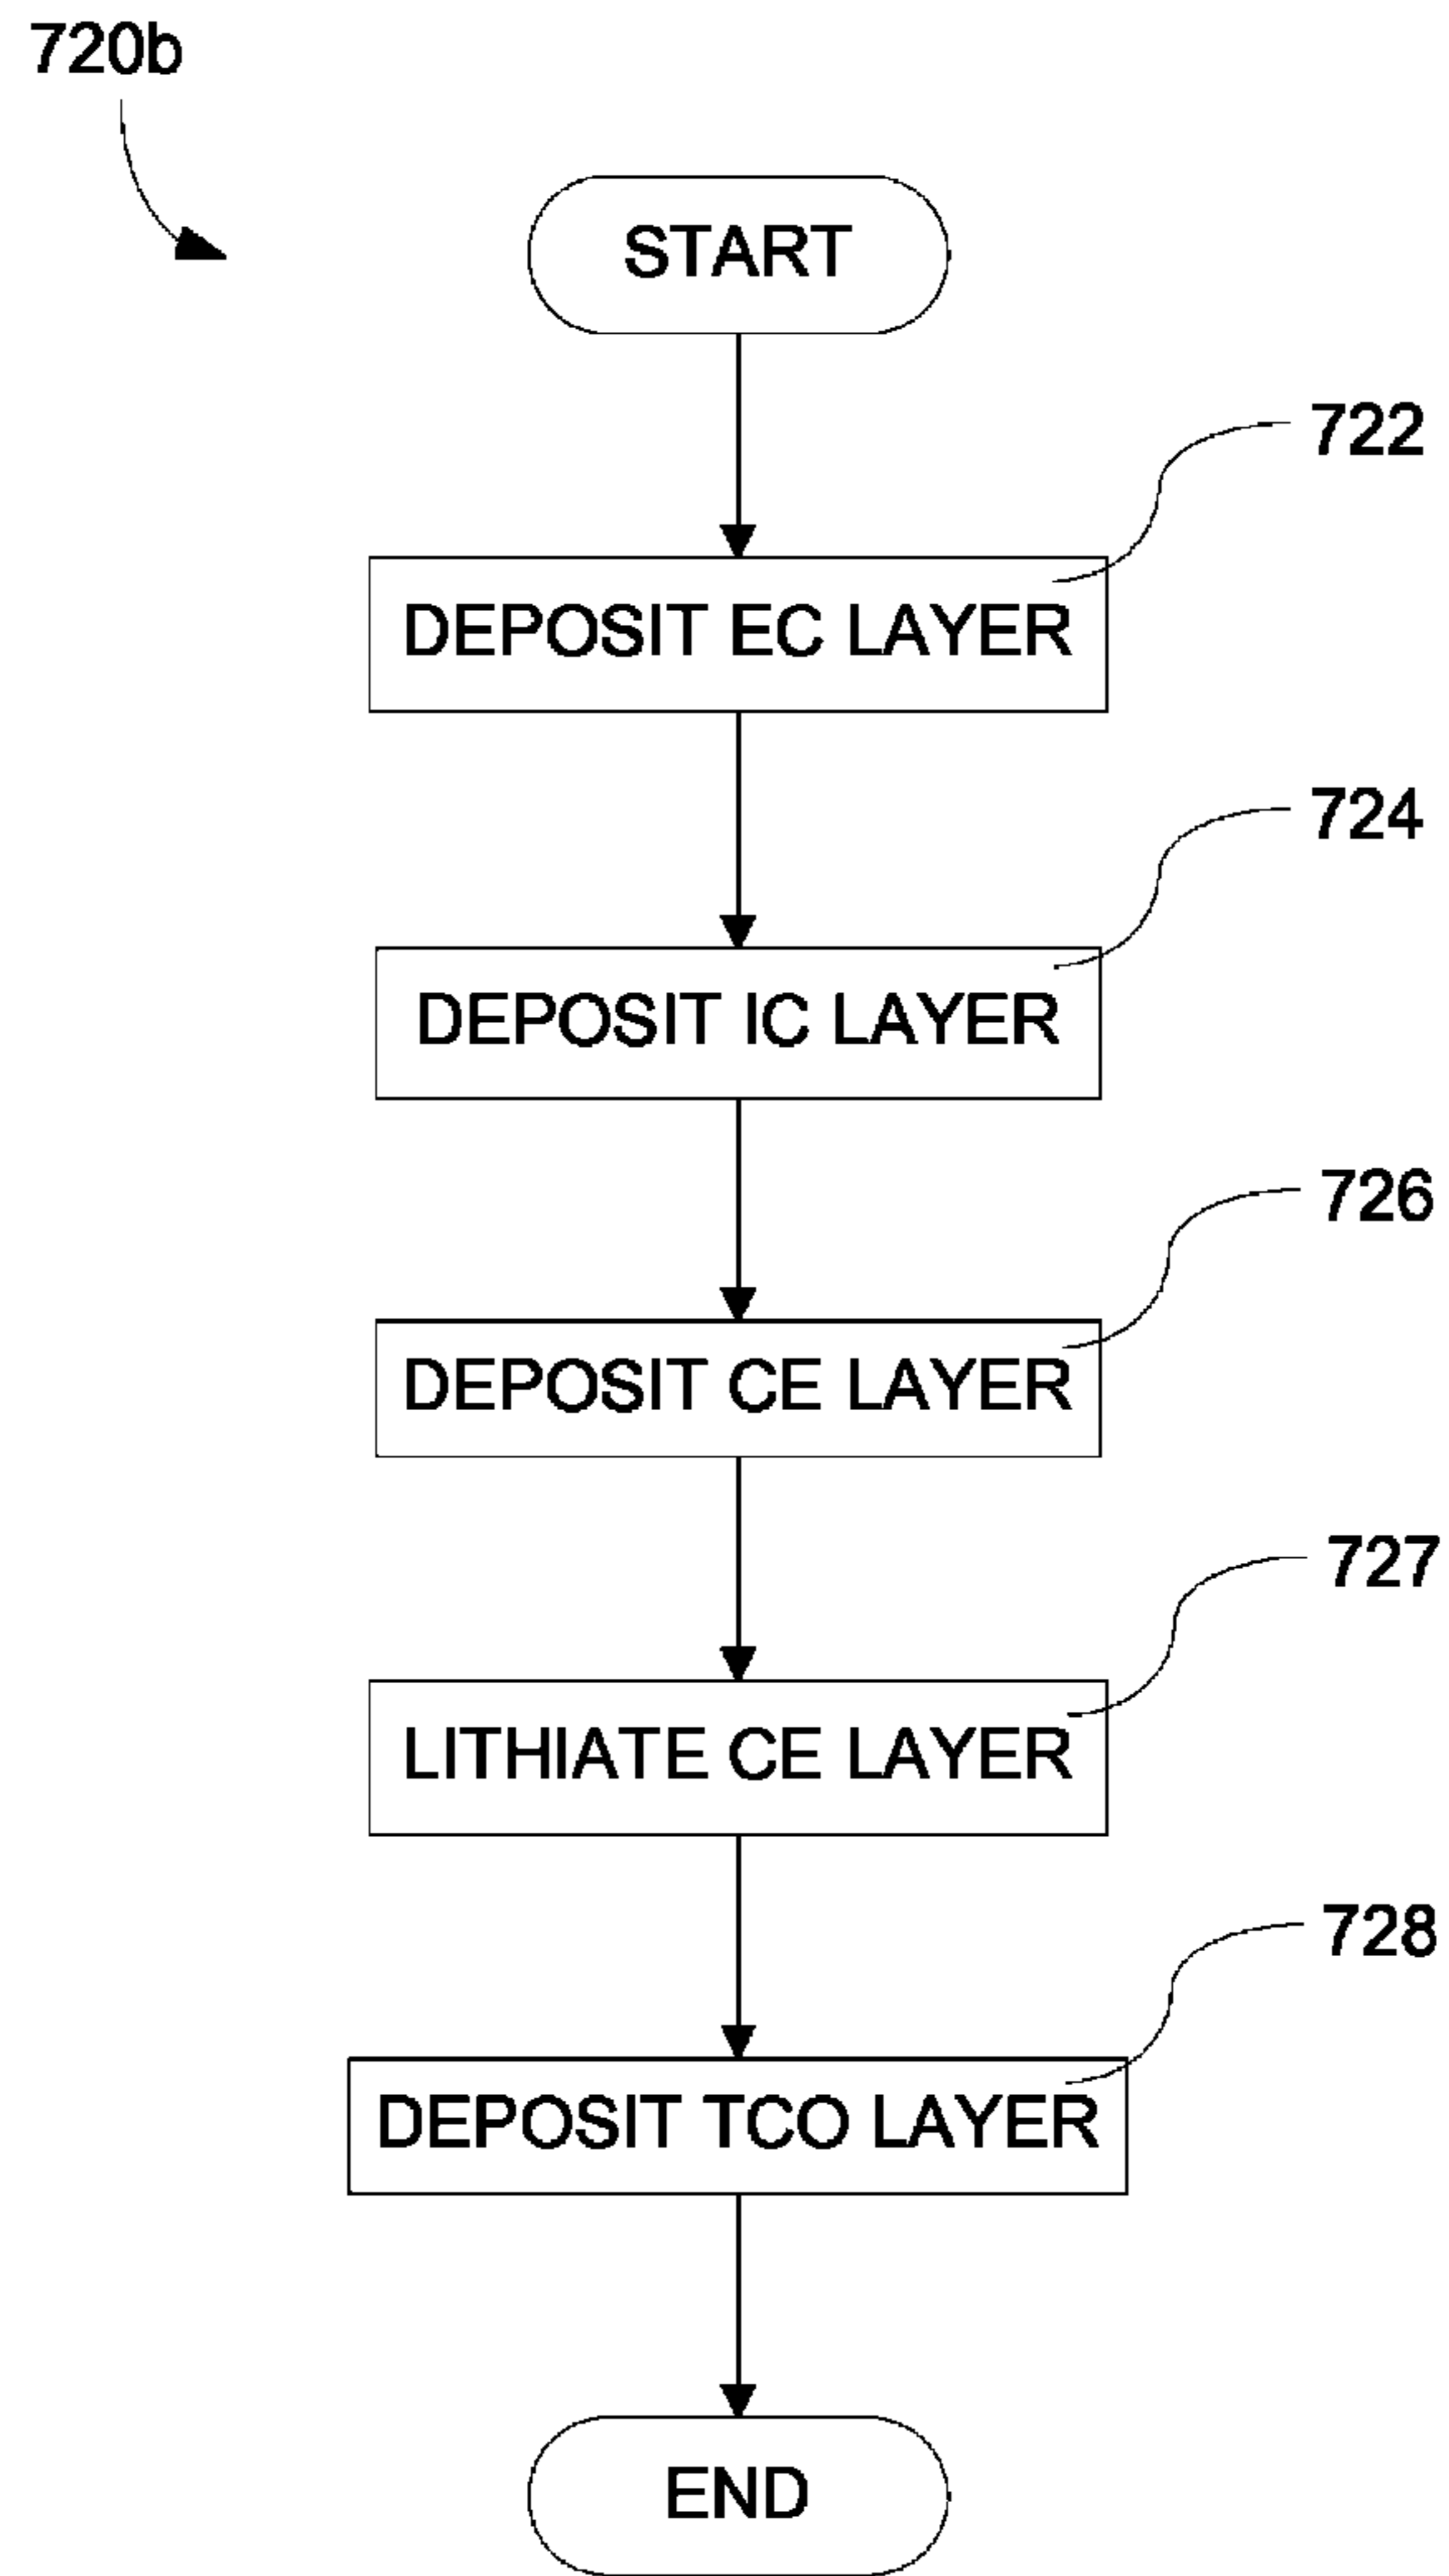 720b
START
722
DEPOSIT EC LAYER
724
DEPOSIT IC LAYER
726
DEPOSIT CE LAYER
727
LITHIATE CE LAYER
728
DEPOSIT TCO LAYER
END